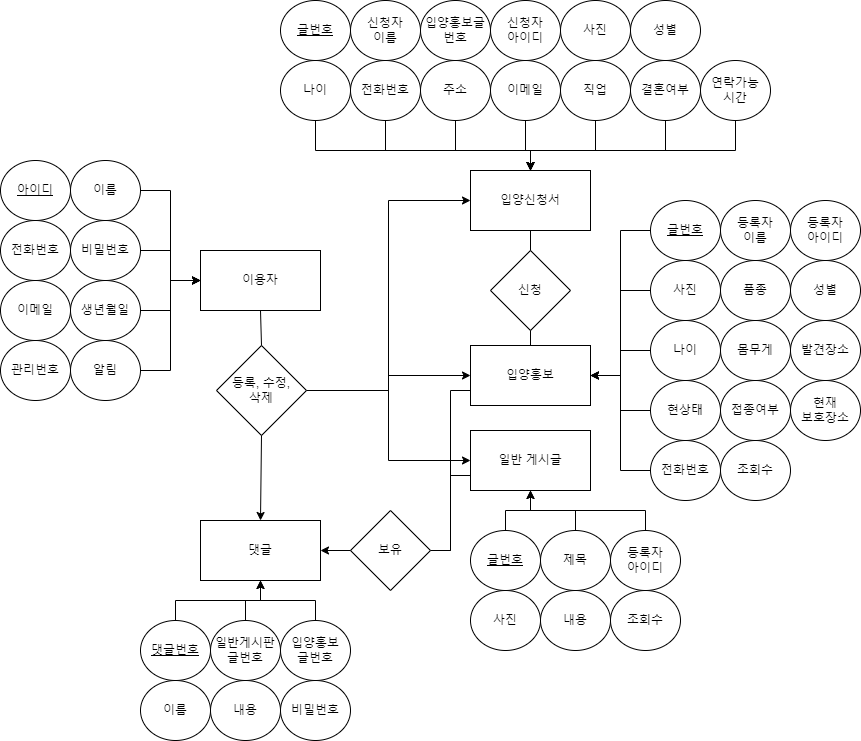 글번호
신청자
이름
입양홍보글
번호
신청자
아이디
사진
성별
나이
전화번호
주소
이메일
직업
결혼여부
연락가능
시간
입양신청서
아이디
이름
전화번호
비밀번호
이메일
생년월일
관리번호
알림
이용자
신청
글번호
등록자
이름
등록자
아이디
사진
품종
성별
나이
몸무게
발견장소
현상태
접종여부
현재
보호장소
전화번호
조회수
등록, 수정,
삭제
입양홍보
일반 게시글
댓글
보유
글번호
제목
등록자
아이디
사진
내용
조회수
댓글번호
일반게시판
글번호
입양홍보
글번호
이름
내용
비밀번호